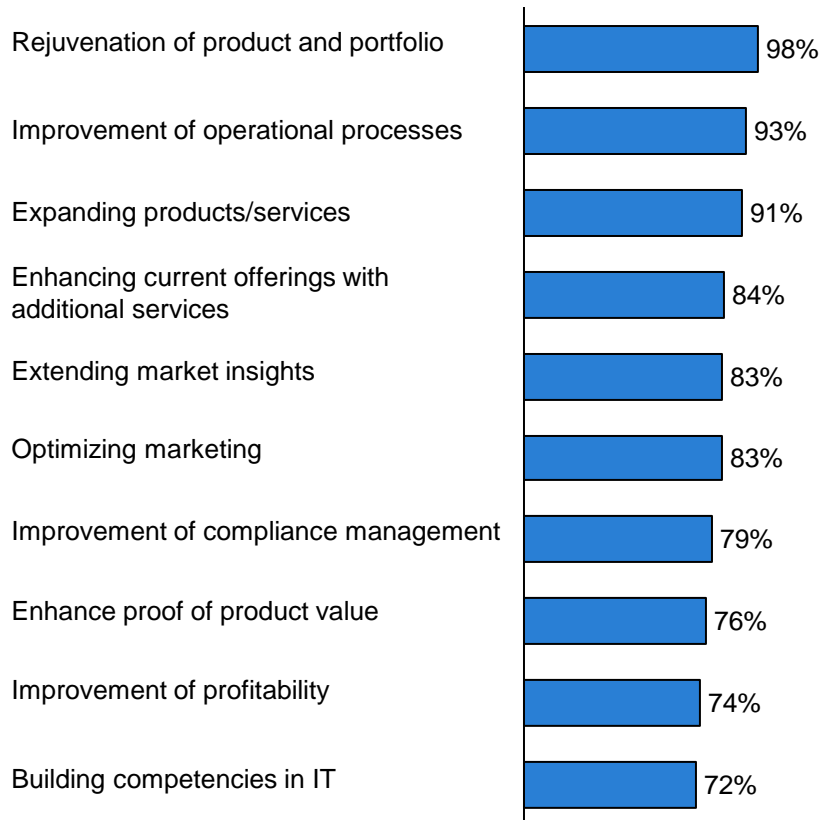 Rejuvenation of product and portfolio
98%
Improvement of operational processes
93%
Expanding products/services
91%
Enhancing current offerings with
additional services
84%
Extending market insights
83%
Optimizing marketing
83%
Improvement of compliance management
79%
Enhance proof of product value
76%
Improvement of profitability
74%
Building competencies in IT
72%